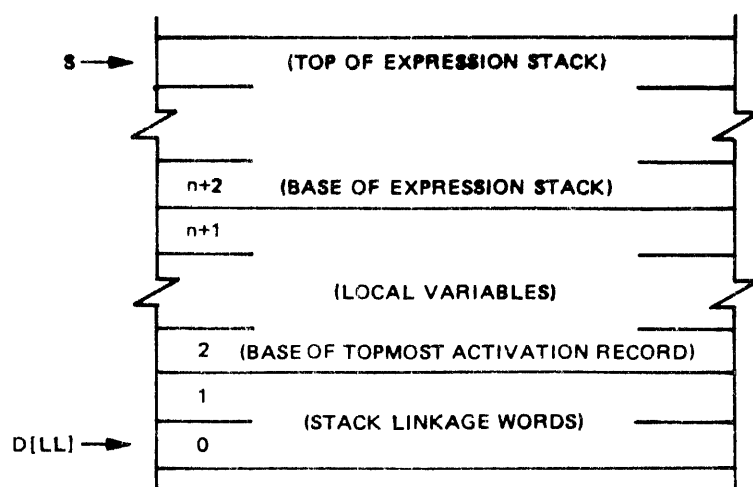 S (TOP OF EXPRESSION STACK)
n+2 (BASE OF EXPRESSION STACK)
n+1
(LOCAL VARIABLES)
2 (BASE OF TOPMOST ACTIVATION RECORD)
1
(STACK LINKAGE WORDS)
D[LL] 0